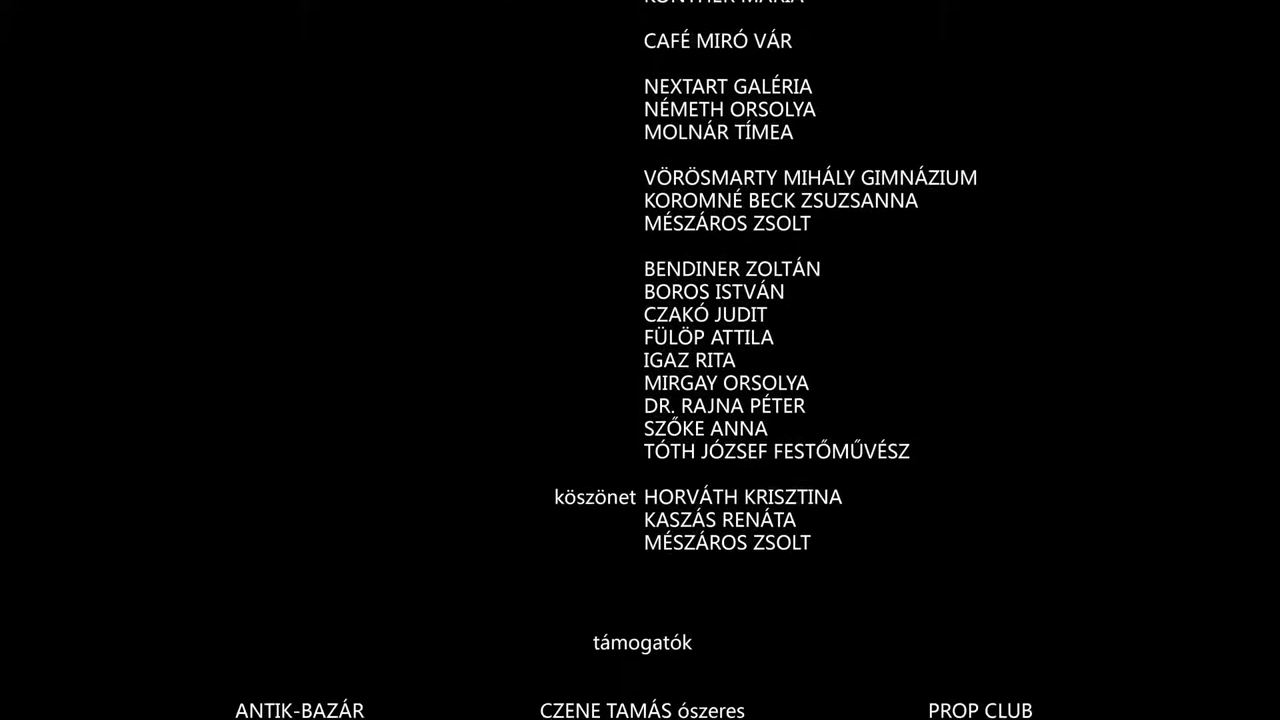 CAFÉ MIRÓ VÁR
NEXTART GALÉRIA
NÉMETH ORSOLYA
MOLNÁR TÍMEA
VÖRÖSMARTY MIHÁLY GIMNÁZIUM
KOROMNÉ BECK ZSUZSANNA
MÉSZÁROS ZSOLT
BENDINER ZOLTÁN
BOROS ISTVÁN
CZAKÓ JUDIT
FÜLÖP ATTILA
IGAZ RITA
MIRGAY ORSOLYA
DR. RAJNA PÉTER
SZŐKE ANNA
TÓTH JÓZSEF FESTŐMŰVÉSZ
köszönet HORVÁTH KRISZTINA
KASZÁS RENÁTA
MÉSZÁROS ZSOLT
támogatók
ANTIK-BAZÁR CZENE TAMÁS ószeres PROP CLUB